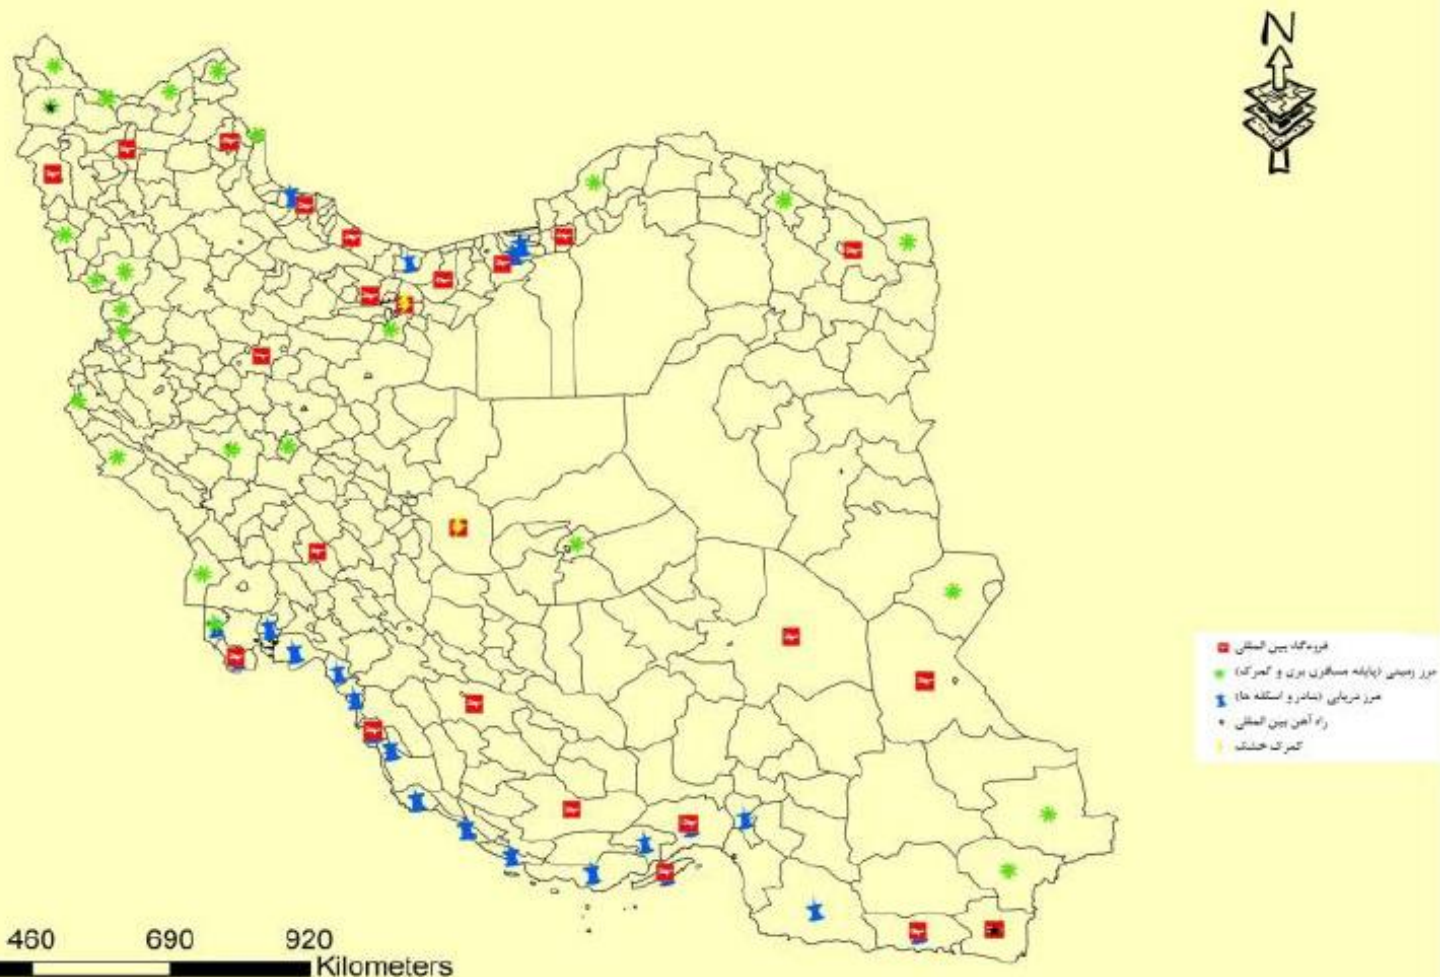 N
فرودگاه بین المللی
مرز زمینی (پایانه مسافری بری و گمرک)
مرز دریایی (بنادر و اسکله ها)
راه آهن بین المللی
گمرک خشک
460 690 920
Kilometers